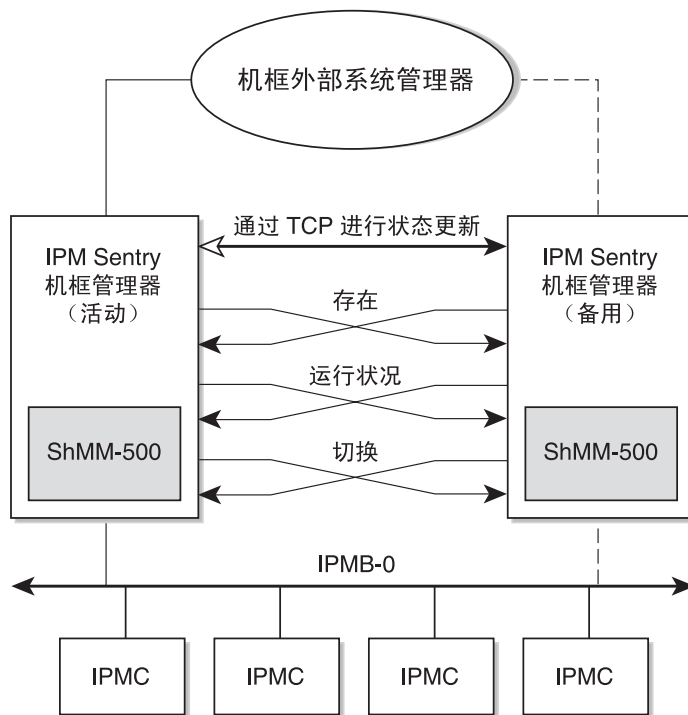 机框外部系统管理器
通过 TCP 进行状态更新
IPM Sentry
机框管理器
（活动）
IPM Sentry
机框管理器
（备用）
存在
运行状况
切换
ShMM-500
ShMM-500
IPMB-0
IPMC
IPMC
IPMC
IPMC